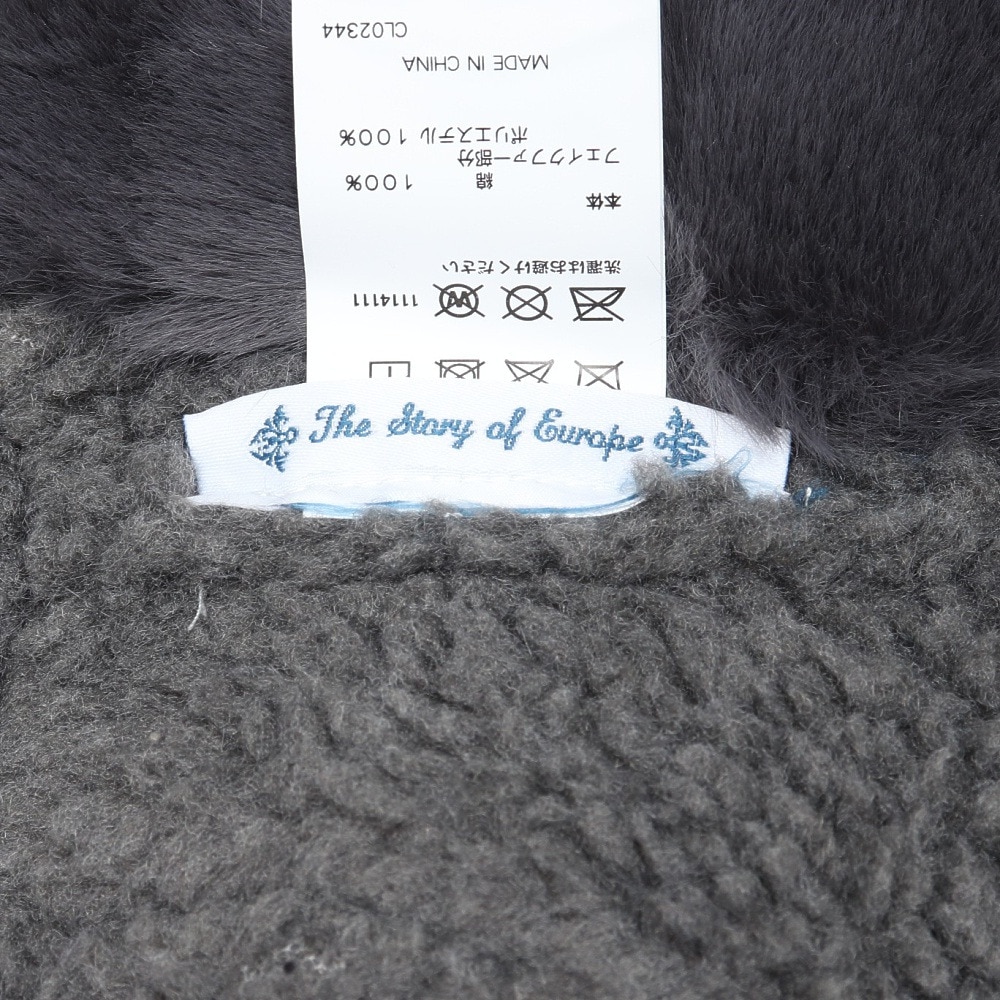 The Story of Europe
1114111
洗濯はお避けください
本体
綿 100%
フェイクファー部分
ポリエステル 100%
MADE IN CHINA
CL02344